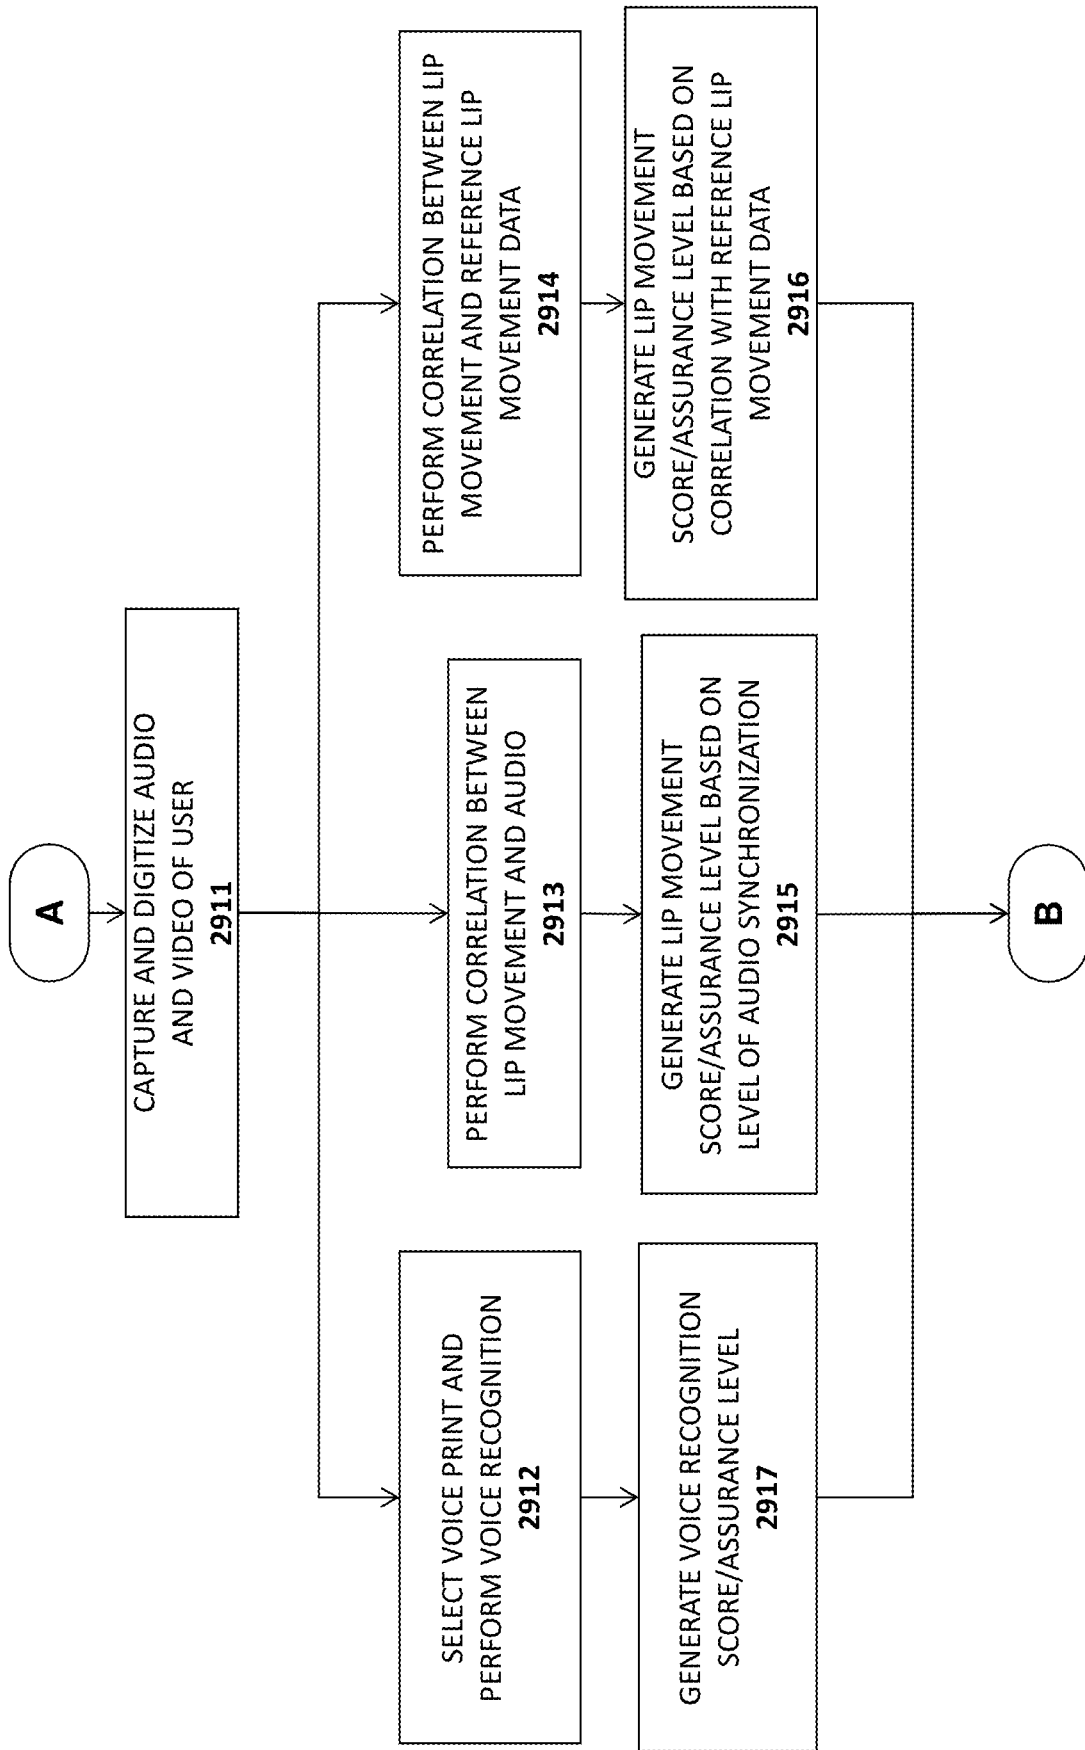 A
CAPTURE AND DIGITIZE AUDIO
AND VIDEO OF USER
2911
SELECT VOICE PRINT AND
PERFORM VOICE RECOGNITION
2912
PERFORM CORRELATION BETWEEN
LIP MOVEMENT AND AUDIO
2913
PERFORM CORRELATION BETWEEN LIP
MOVEMENT AND REFERENCE LIP
MOVEMENT DATA
2914
GENERATE VOICE RECOGNITION
SCORE/ASSURANCE LEVEL
2917
GENERATE LIP MOVEMENT
SCORE/ASSURANCE LEVEL BASED ON
LEVEL OF AUDIO SYNCHRONIZATION
2915
GENERATE LIP MOVEMENT
SCORE/ASSURANCE LEVEL BASED ON
CORRELATION WITH REFERENCE LIP
MOVEMENT DATA
2916
B